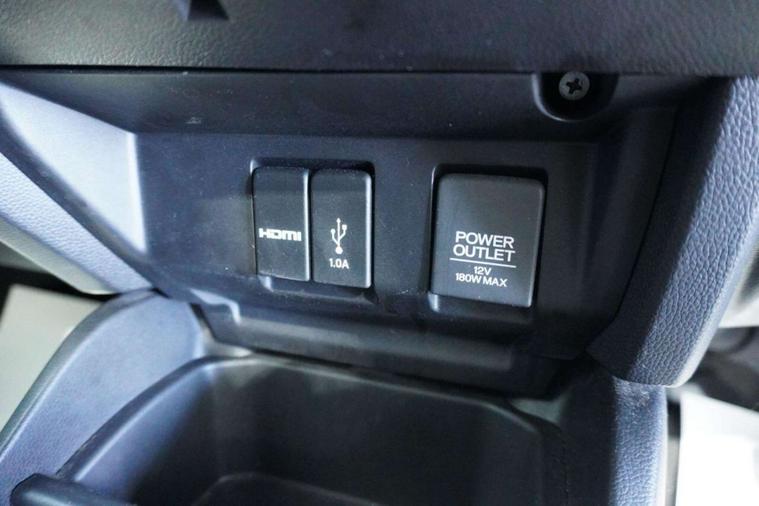 HDMI
1.0A
POWER
OUTLET
12V
180W MAX